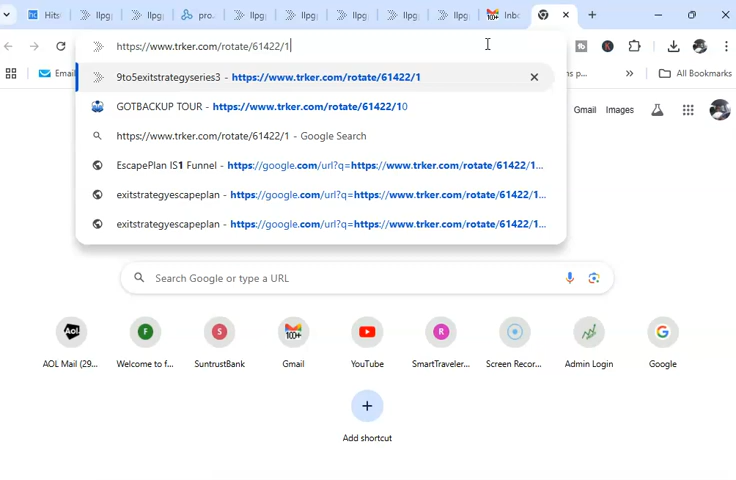 Hits
llpg
llpg
pro.
llpg
llpg
llpg
llpg
llpg
100+
Inb
https://www.trker.com/rotate/61422/1
9to5exitstrategyseries3 - https://www.trker.com/rotate/61422/1
GOTBACKUP TOUR - https://www.trker.com/rotate/61422/10
https://www.trker.com/rotate/61422/1 - Google Search
EscapePlan IS1 Funnel - https://google.com/url?q=https://www.trker.com/rotate/61422/1...
exitstrategyescapeplan - https://google.com/url?q=https://www.trker.com/rotate/61422/1...
exitstrategyescapeplan - https://google.com/url?q=https://www.trker.com/rotate/61422/1...
K
Email
All Bookmarks
Gmail Images
Search Google or type a URL
Aol.
F
S
100+
R
G
AOL Mail (29...
Welcome to f...
SuntrustBank
Gmail
YouTube
SmartTraveler...
Screen Recor...
Admin Login
Google
Add shortcut